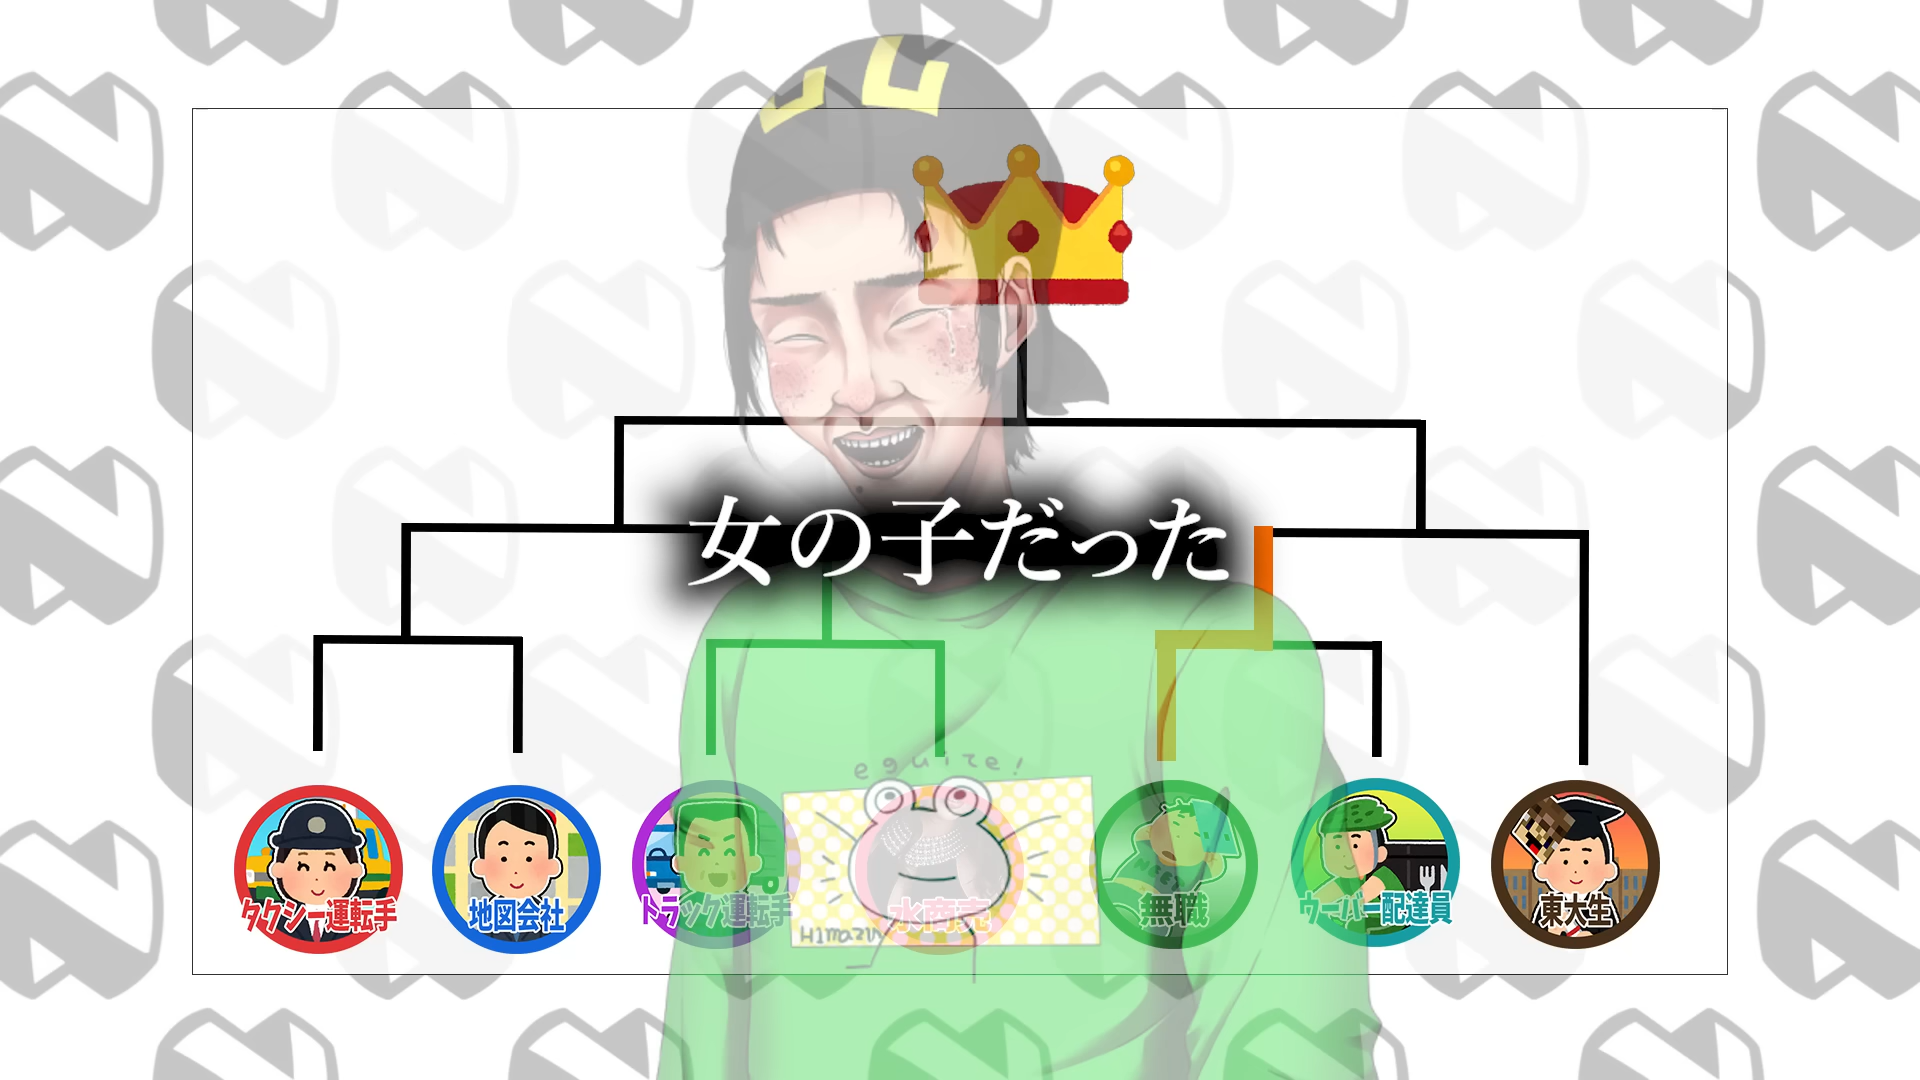 女の子だった
eguite!
Himazu
タクシー運転手
地図会社
トラック運転手
水商売
無職
ウーバー配達員
東大生